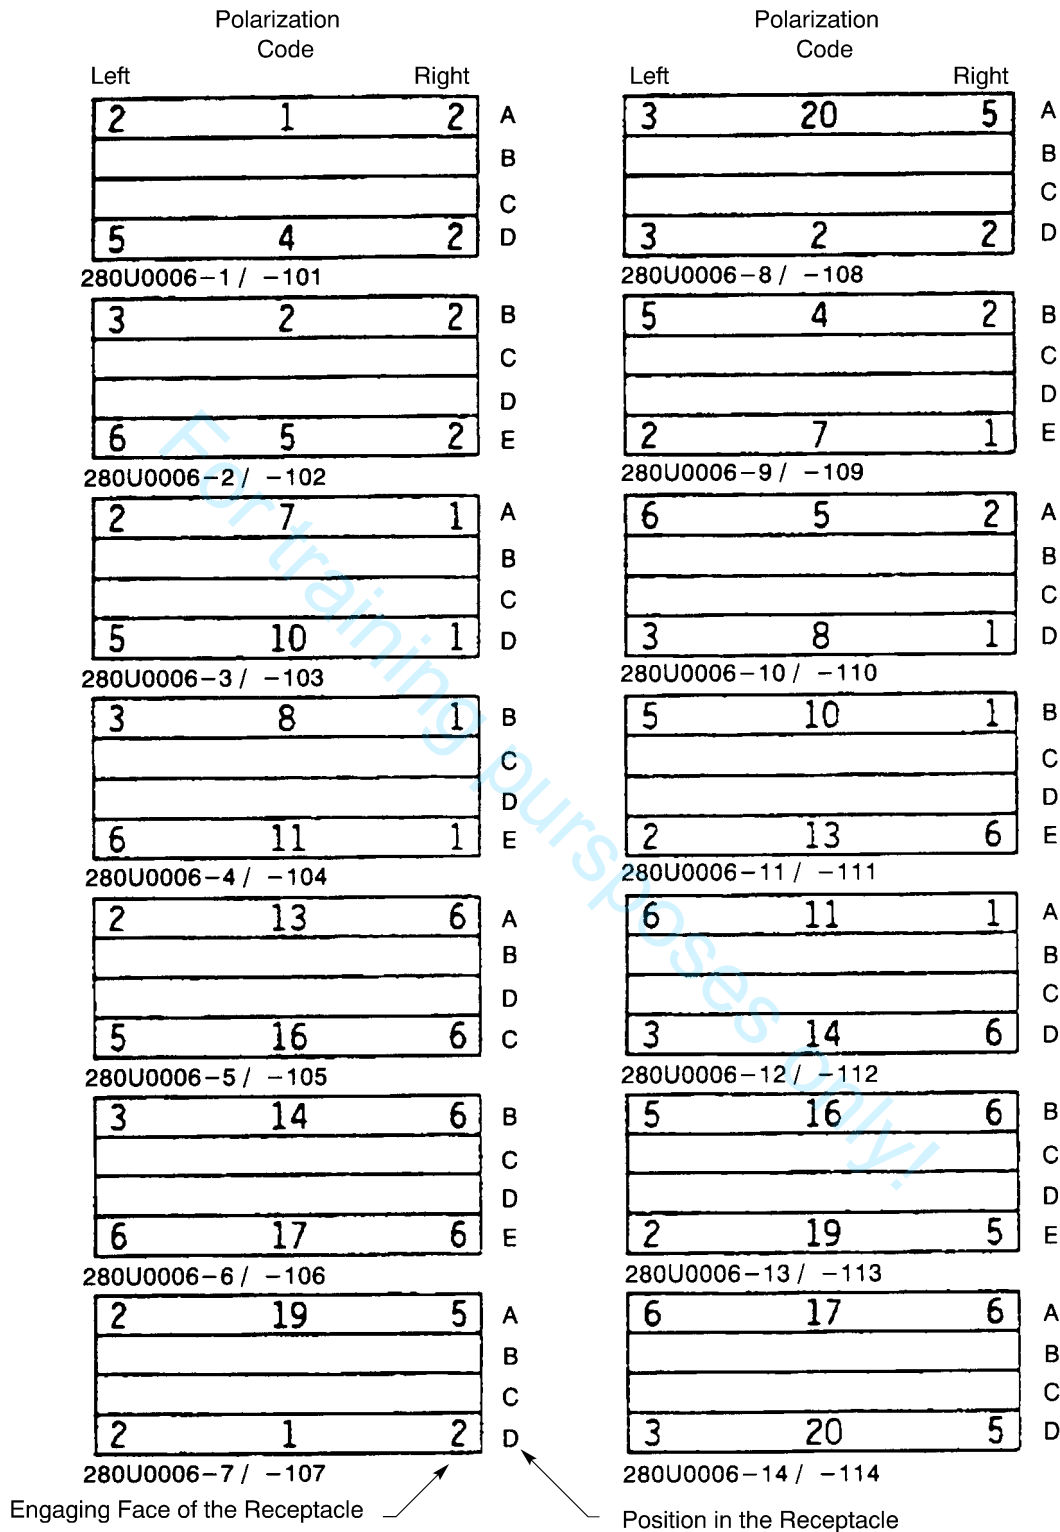 Polarization
Code
Left Right
2 1 2 A
B
C
5 4 2 D
280U0006-1 / -101
3 2 2 B
C
D
6 5 2 E
280U0006-2 / -102
2 7 1 A
B
C
5 10 1 D
280U0006-3 / -103
3 8 1 B
C
D
6 11 1 E
280U0006-4 / -104
2 13 6 A
B
D
5 16 6 C
280U0006-5 / -105
3 14 6 B
C
D
6 17 6 E
280U0006-6 / -106
2 19 5 A
B
C
2 1 2 D
280U0006-7 / -107
Engaging Face of the Receptacle
Polarization
Code
Left Right
3 20 5 A
B
C
3 2 2 D
280U0006-8 / -108
5 4 2 B
C
D
2 7 1 E
280U0006-9 / -109
6 5 2 A
B
C
3 8 1 D
280U0006-10 / -110
5 10 1 B
C
D
2 13 6 E
280U0006-11 / -111
6 11 1 A
B
C
3 14 6 D
280U0006-12 / -112
5 16 6 B
C
D
2 19 5 E
280U0006-13 / -113
6 17 6 A
B
C
3 20 5 D
280U0006-14 / -114
Position in the Receptacle
For training pursposes only!